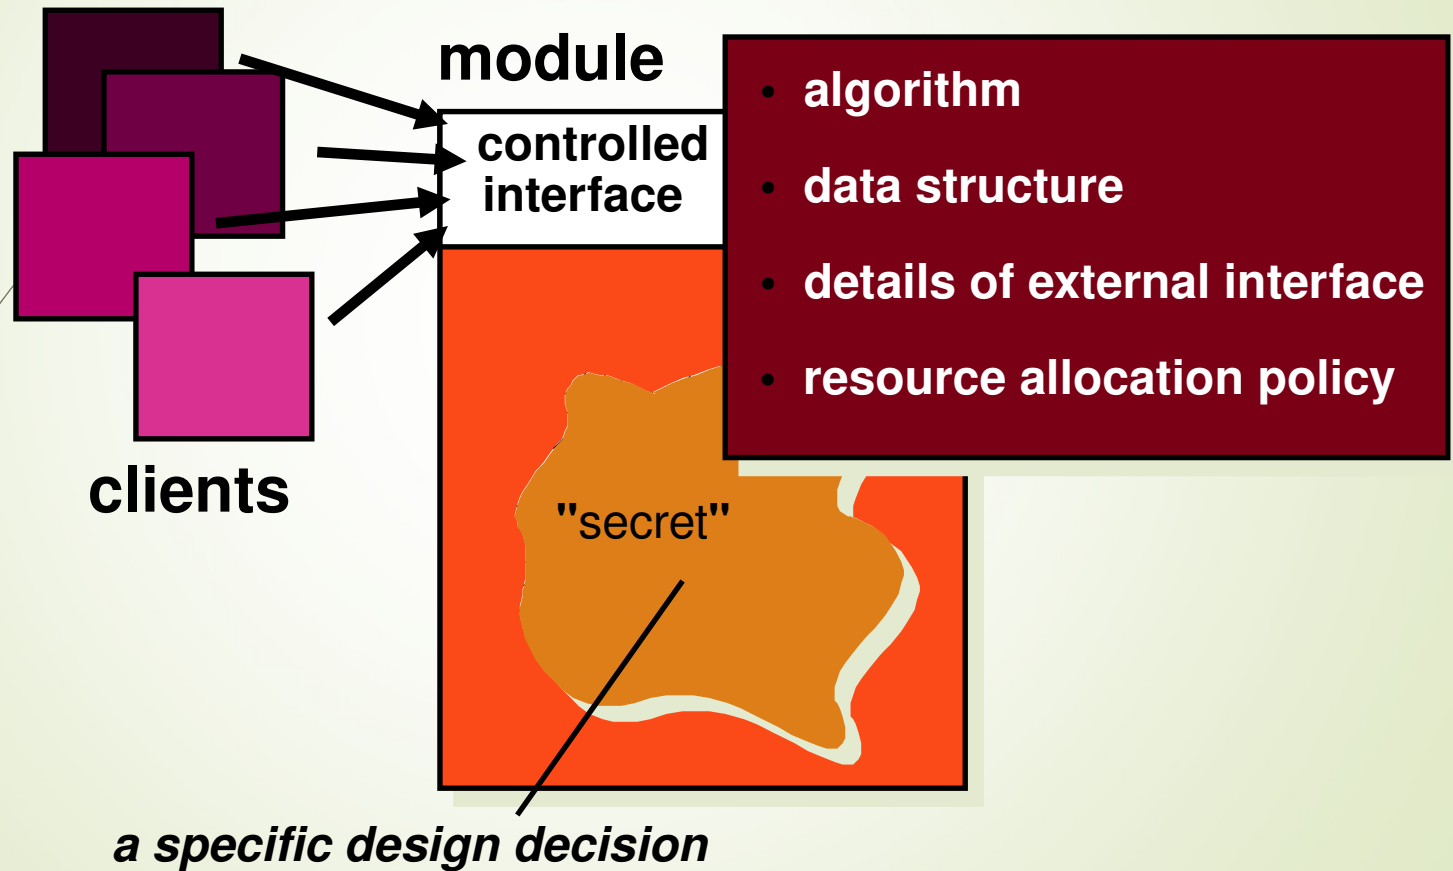 module
controlled
interface
• algorithm
• data structure
• details of external interface
• resource allocation policy
clients
"secret"
a specific design decision